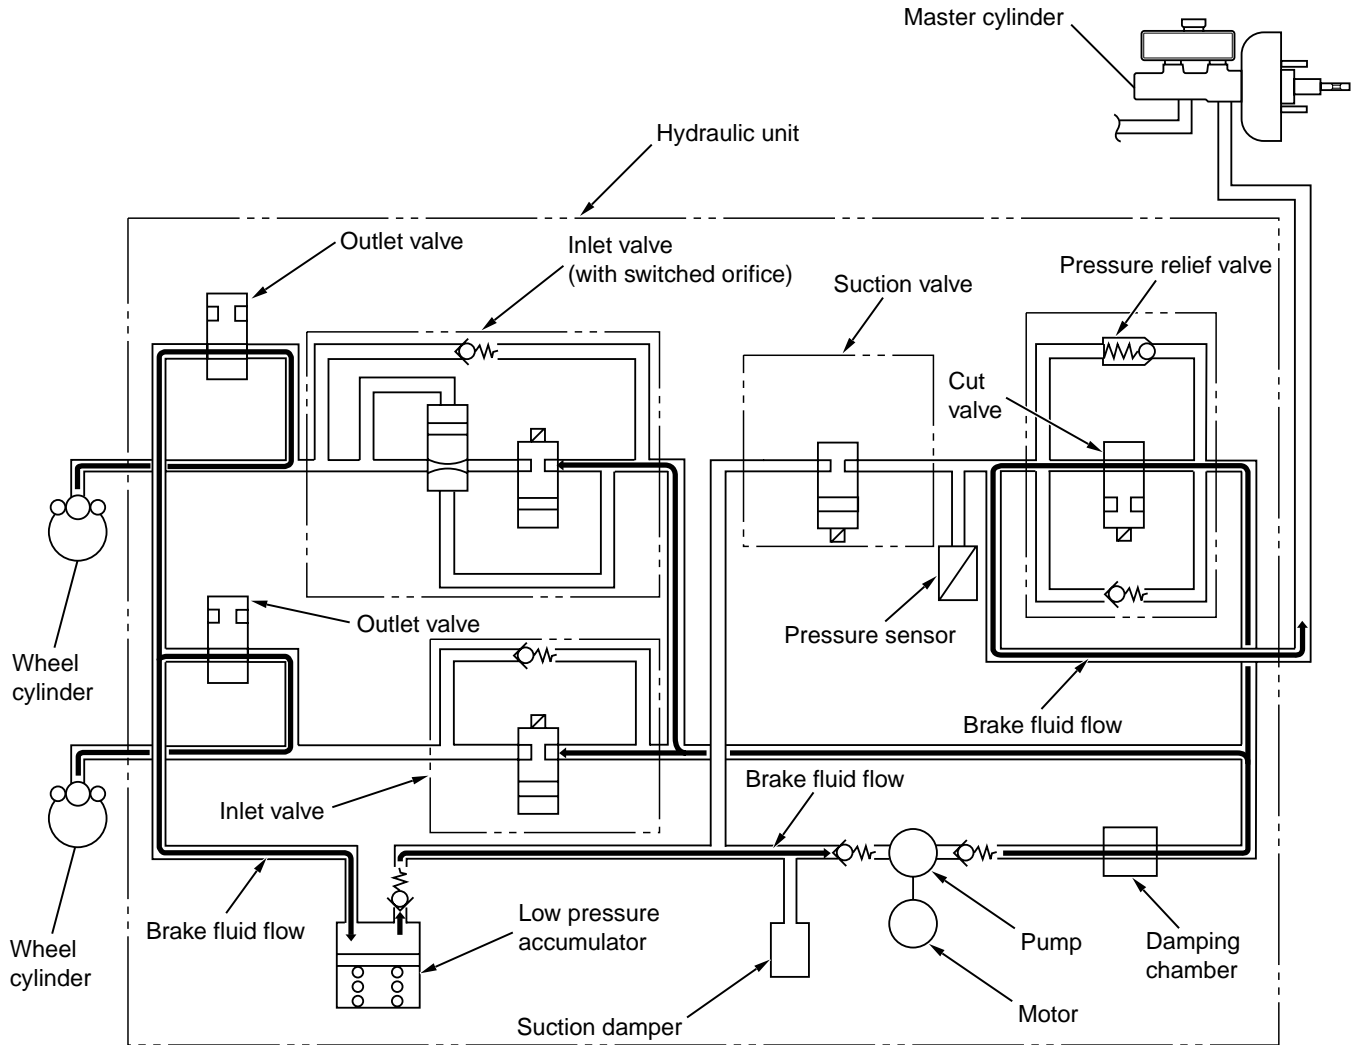 Master cylinder
Hydraulic unit
Outlet valve
Inlet valve
(with switched orifice)
Suction valve
Pressure relief valve
Cut
valve
Outlet valve
Pressure sensor
Wheel
cylinder
Brake fluid flow
Inlet valve
Brake fluid flow
Brake fluid flow
Low pressure
accumulator
Wheel
cylinder
Pump
Damping
chamber
Motor
Suction damper